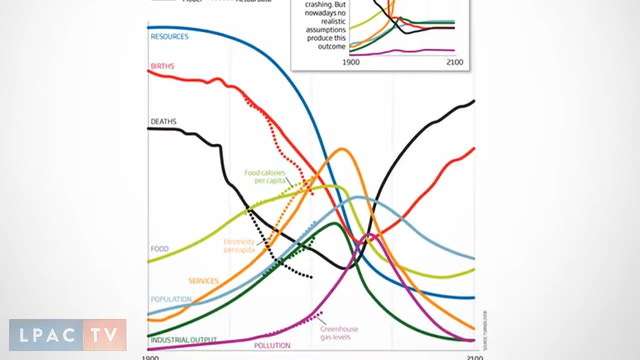 crashing. But
nowadays no
realistic
assumptions
produce this
outcome
1900
2100
RESOURCES
BIRTHS
DEATHS
Food calories
per capita
Electricity
per capita
FOOD
SERVICES
POPULATION
INDUSTRIAL OUTPUT
POLLUTION
Greenhouse
gas levels
1900
2100
LPAC TV